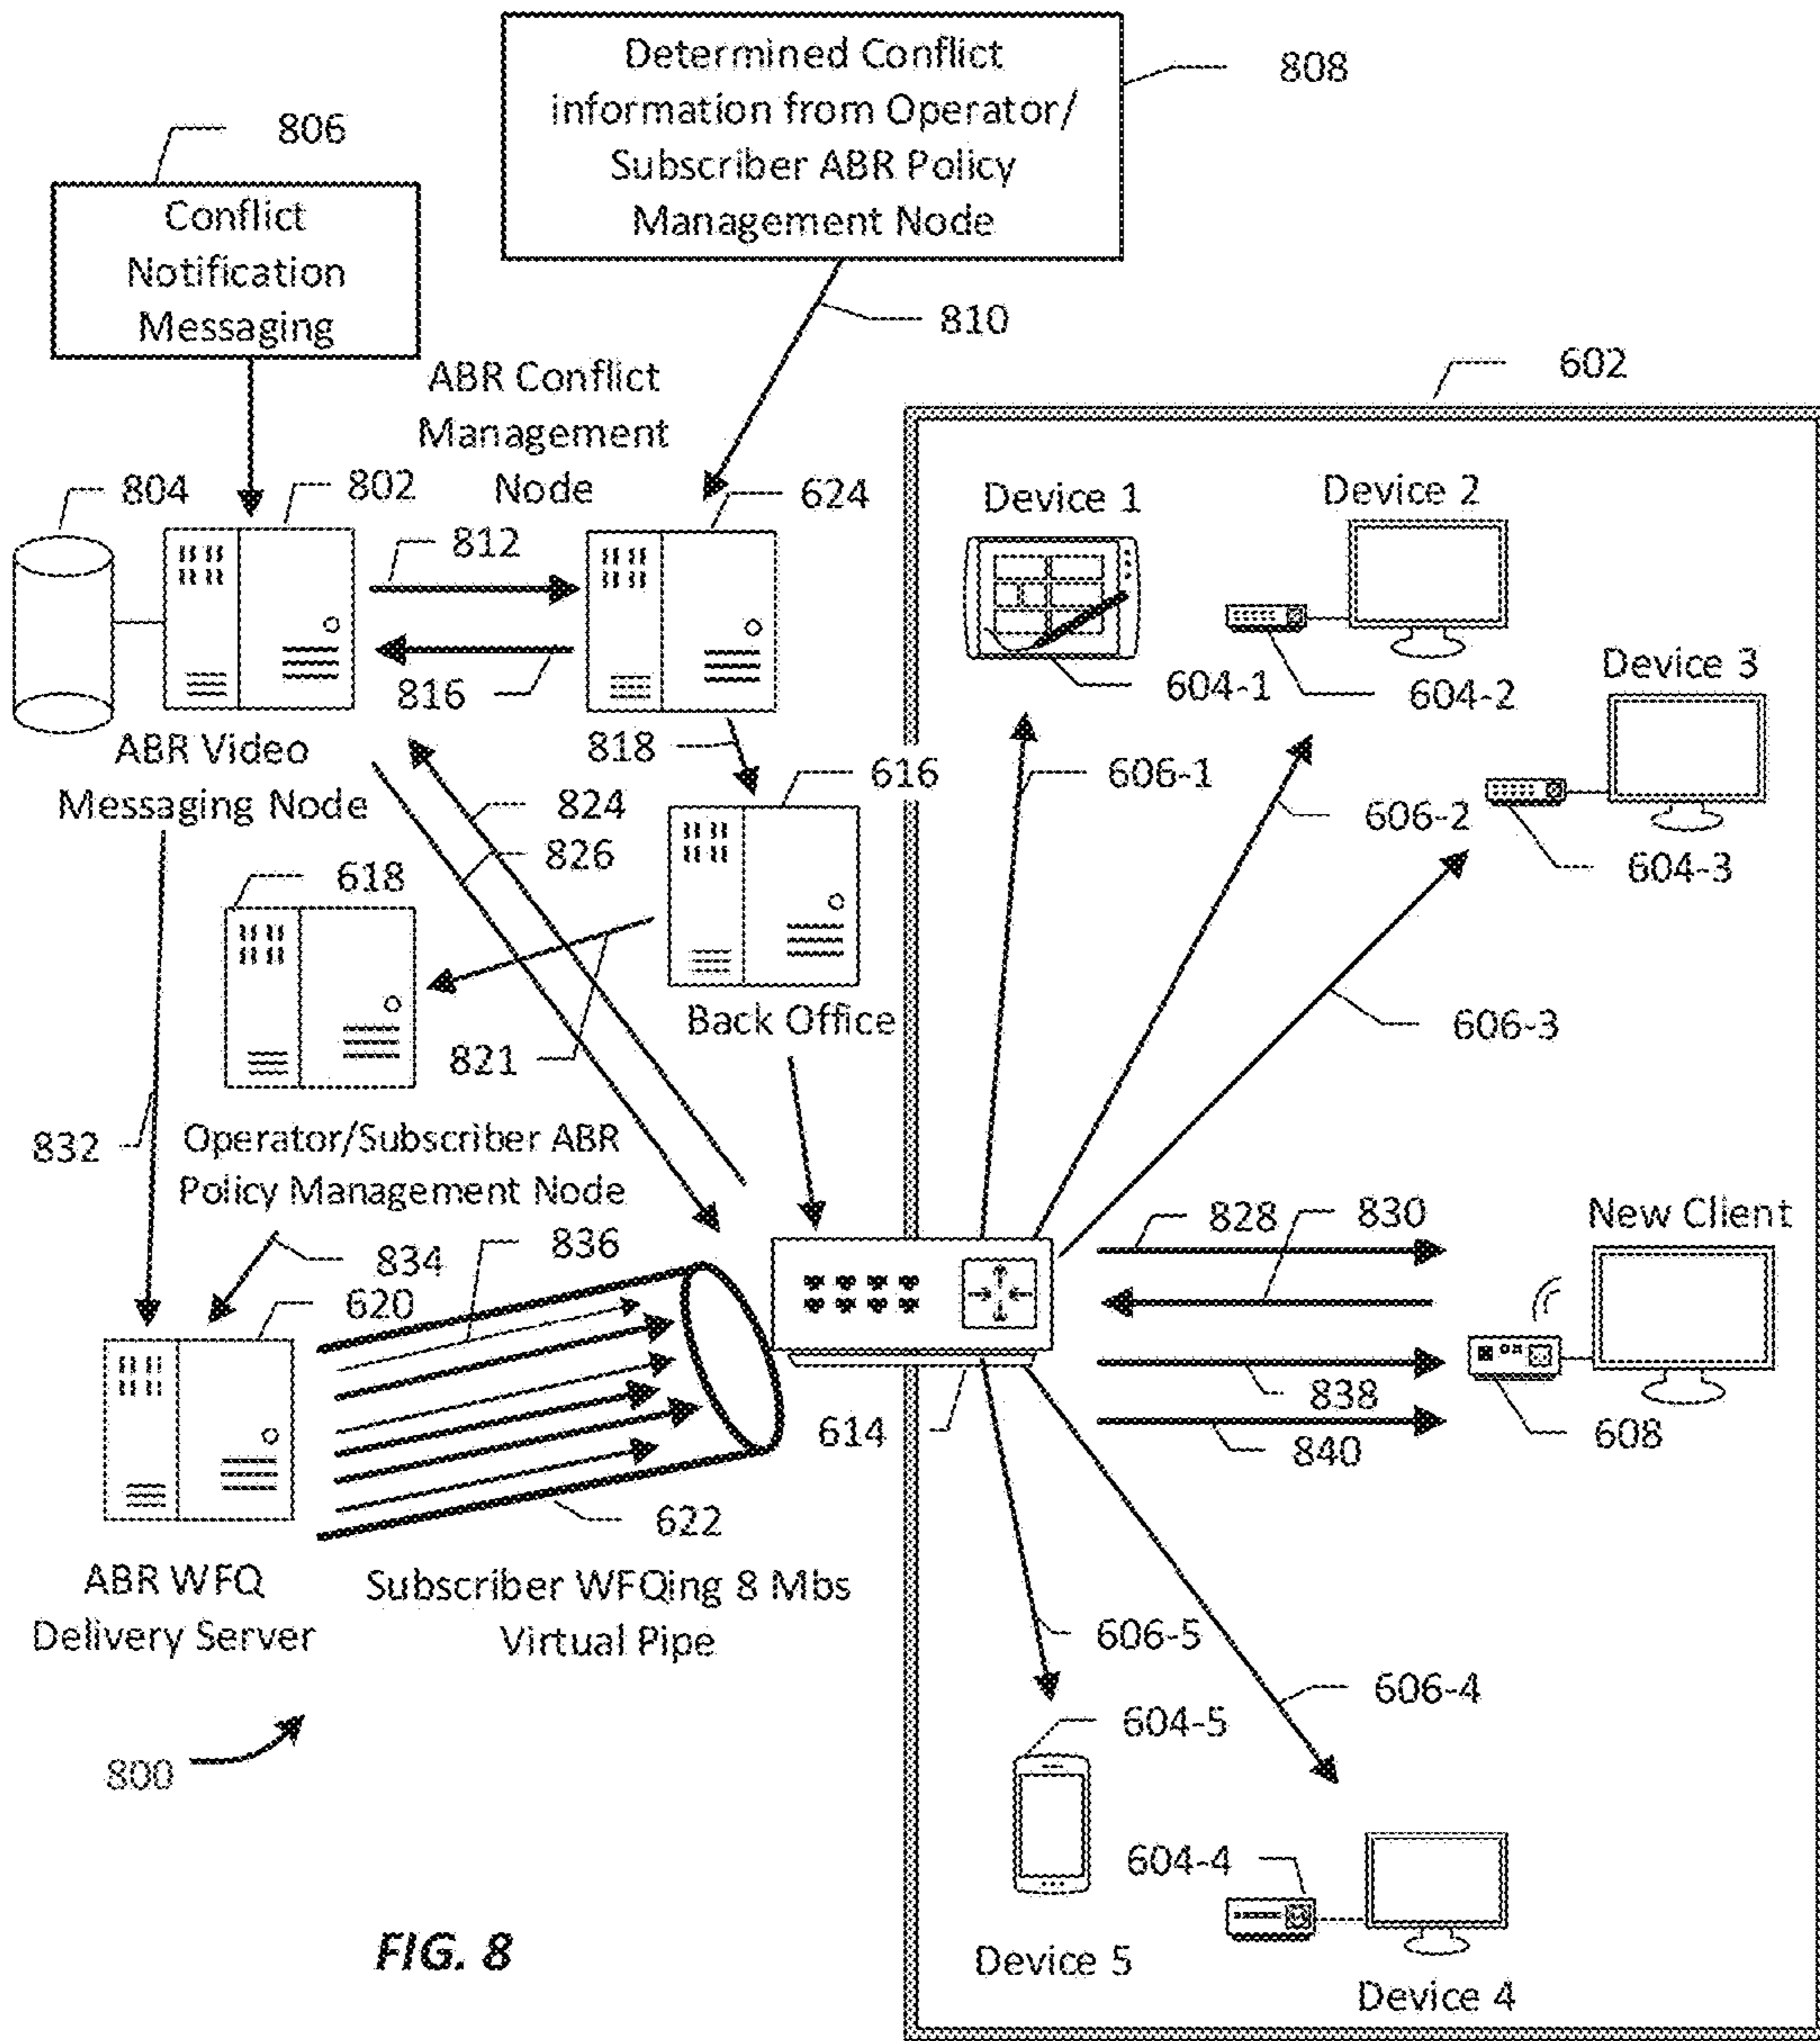 Determined Conflict
information from Operator/
Subscriber ABR Policy
Management Node
808
806
Conflict
Notification
Messaging
810
ABR Conflict
Management
Node
602
804
802
624
812
816
818
ABR Video
Messaging Node
Device 1
604-1
Device 2
604-2
Device 3
604-3
606-1
606-2
606-3
824
826
616
618
821
Back Office
832
Operator/Subscriber ABR
Policy Management Node
834
836
620
828
830
New Client
838
840
608
614
622
ABR WFQ
Delivery Server
Subscriber WFQing 8 Mbs
Virtual Pipe
606-5
606-4
604-5
604-4
800
Device 5
Device 4
FIG. 8